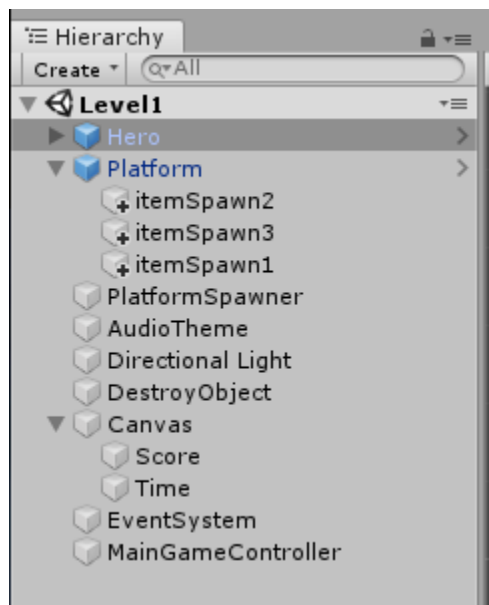 Hierarchy
Create All
Level1
Hero
Platform
itemSpawn2
itemSpawn3
itemSpawn1
PlatformSpawner
AudioTheme
Directional Light
DestroyObject
Canvas
Score
Time
EventSystem
MainGameController